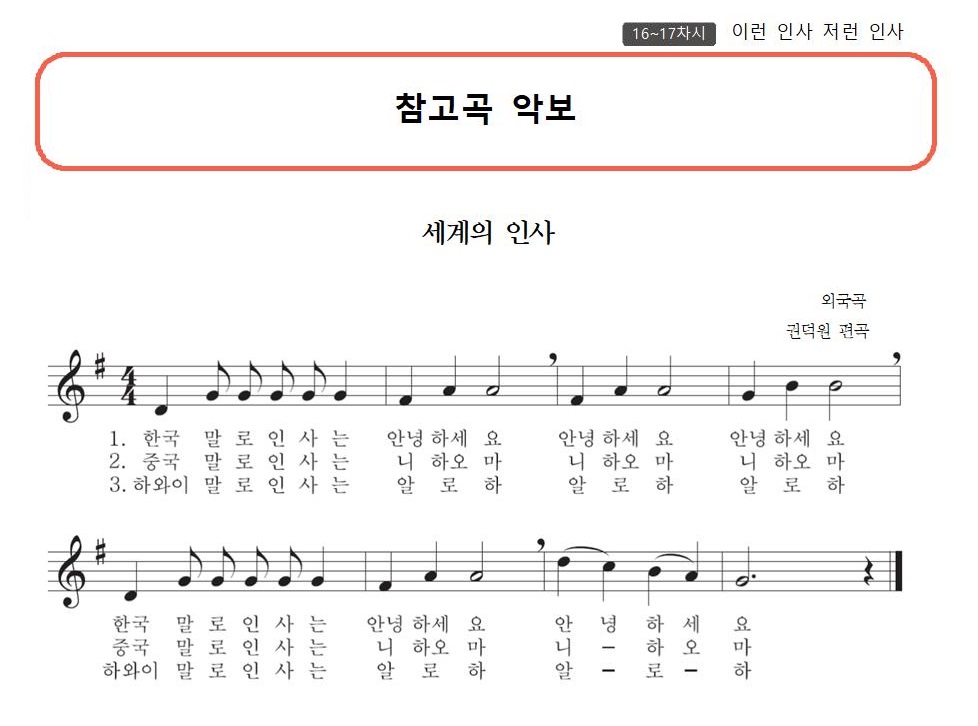 16~17차시 이런 인사 저런 인사
참고곡 악보
세계의 인사
외국곡
권덕원 편곡
4
4
1. 한국 말 로 인 사 는 안녕 하세 요 안녕 하세 요 안녕 하세 요
2. 중국 말 로 인 사 는 니 하오 마 니 하오 마 니 하오 마
3. 하와이 말 로 인 사 는 알 로 하 알 로 하 알 로 하
한국 말 로 인 사 는 안녕 하세 요 안 녕 하 세 요
중국 말 로 인 사 는 니 하오 마 니 – 하 오 마
하와이 말 로 인 사 는 알 로 하 알 – 로 – 하